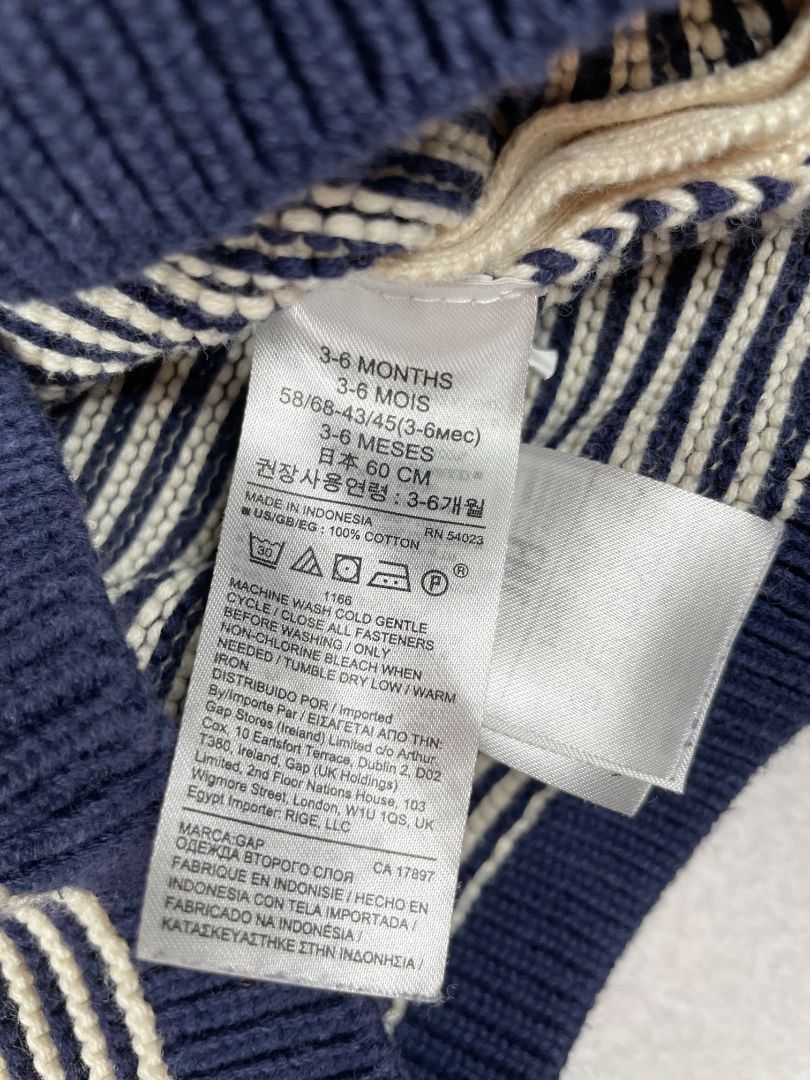 3-6 MONTHS
3-6 MOIS
58/68-43/45(3-6мес)
3-6 MESES
日本 60 CM
권장사용연령 : 3-6개월
MADE IN INDONESIA RN 54023
■ US/GB/EG : 100% COTTON
30 P ®
1166
MACHINE WASH COLD GENTLE
CYCLE / CLOSE ALL FASTENERS
BEFORE WASHING / ONLY
NON-CHLORINE BLEACH WHEN
NEEDED / TUMBLE DRY LOW / WARM
IRON
DISTRIBUIDO POR / Imported
By/Importe Par / ΕΙΣΑΓΕΤΑΙ ΑΠΟ ΤΗΝ:
Gap Stores (Ireland) Limited c/o Arthur
Cox, 10 Earlsfort Terrace, Dublin 2, D02
T380, Ireland, Gap (UK Holdings)
Limited, 2nd Floor Nations House, 103
Wigmore Street, London, W1U 1QS, UK
Egypt Importer: RIGE, LLC
MARCA:GAP
ОДЕЖДА ВТОРОГО СЛОЯ CA 17897
FABRIQUE EN INDONISIE / HECHO EN
INDONESIA CON TELA IMPORTADA /
FABRICADO NA INDONÉSIA /
ΚΑΤΑΣΚΕΥΑΣΤΗΚΕ ΣΤΗΝ ΙΝΔΟΝΗΣΙΑ /